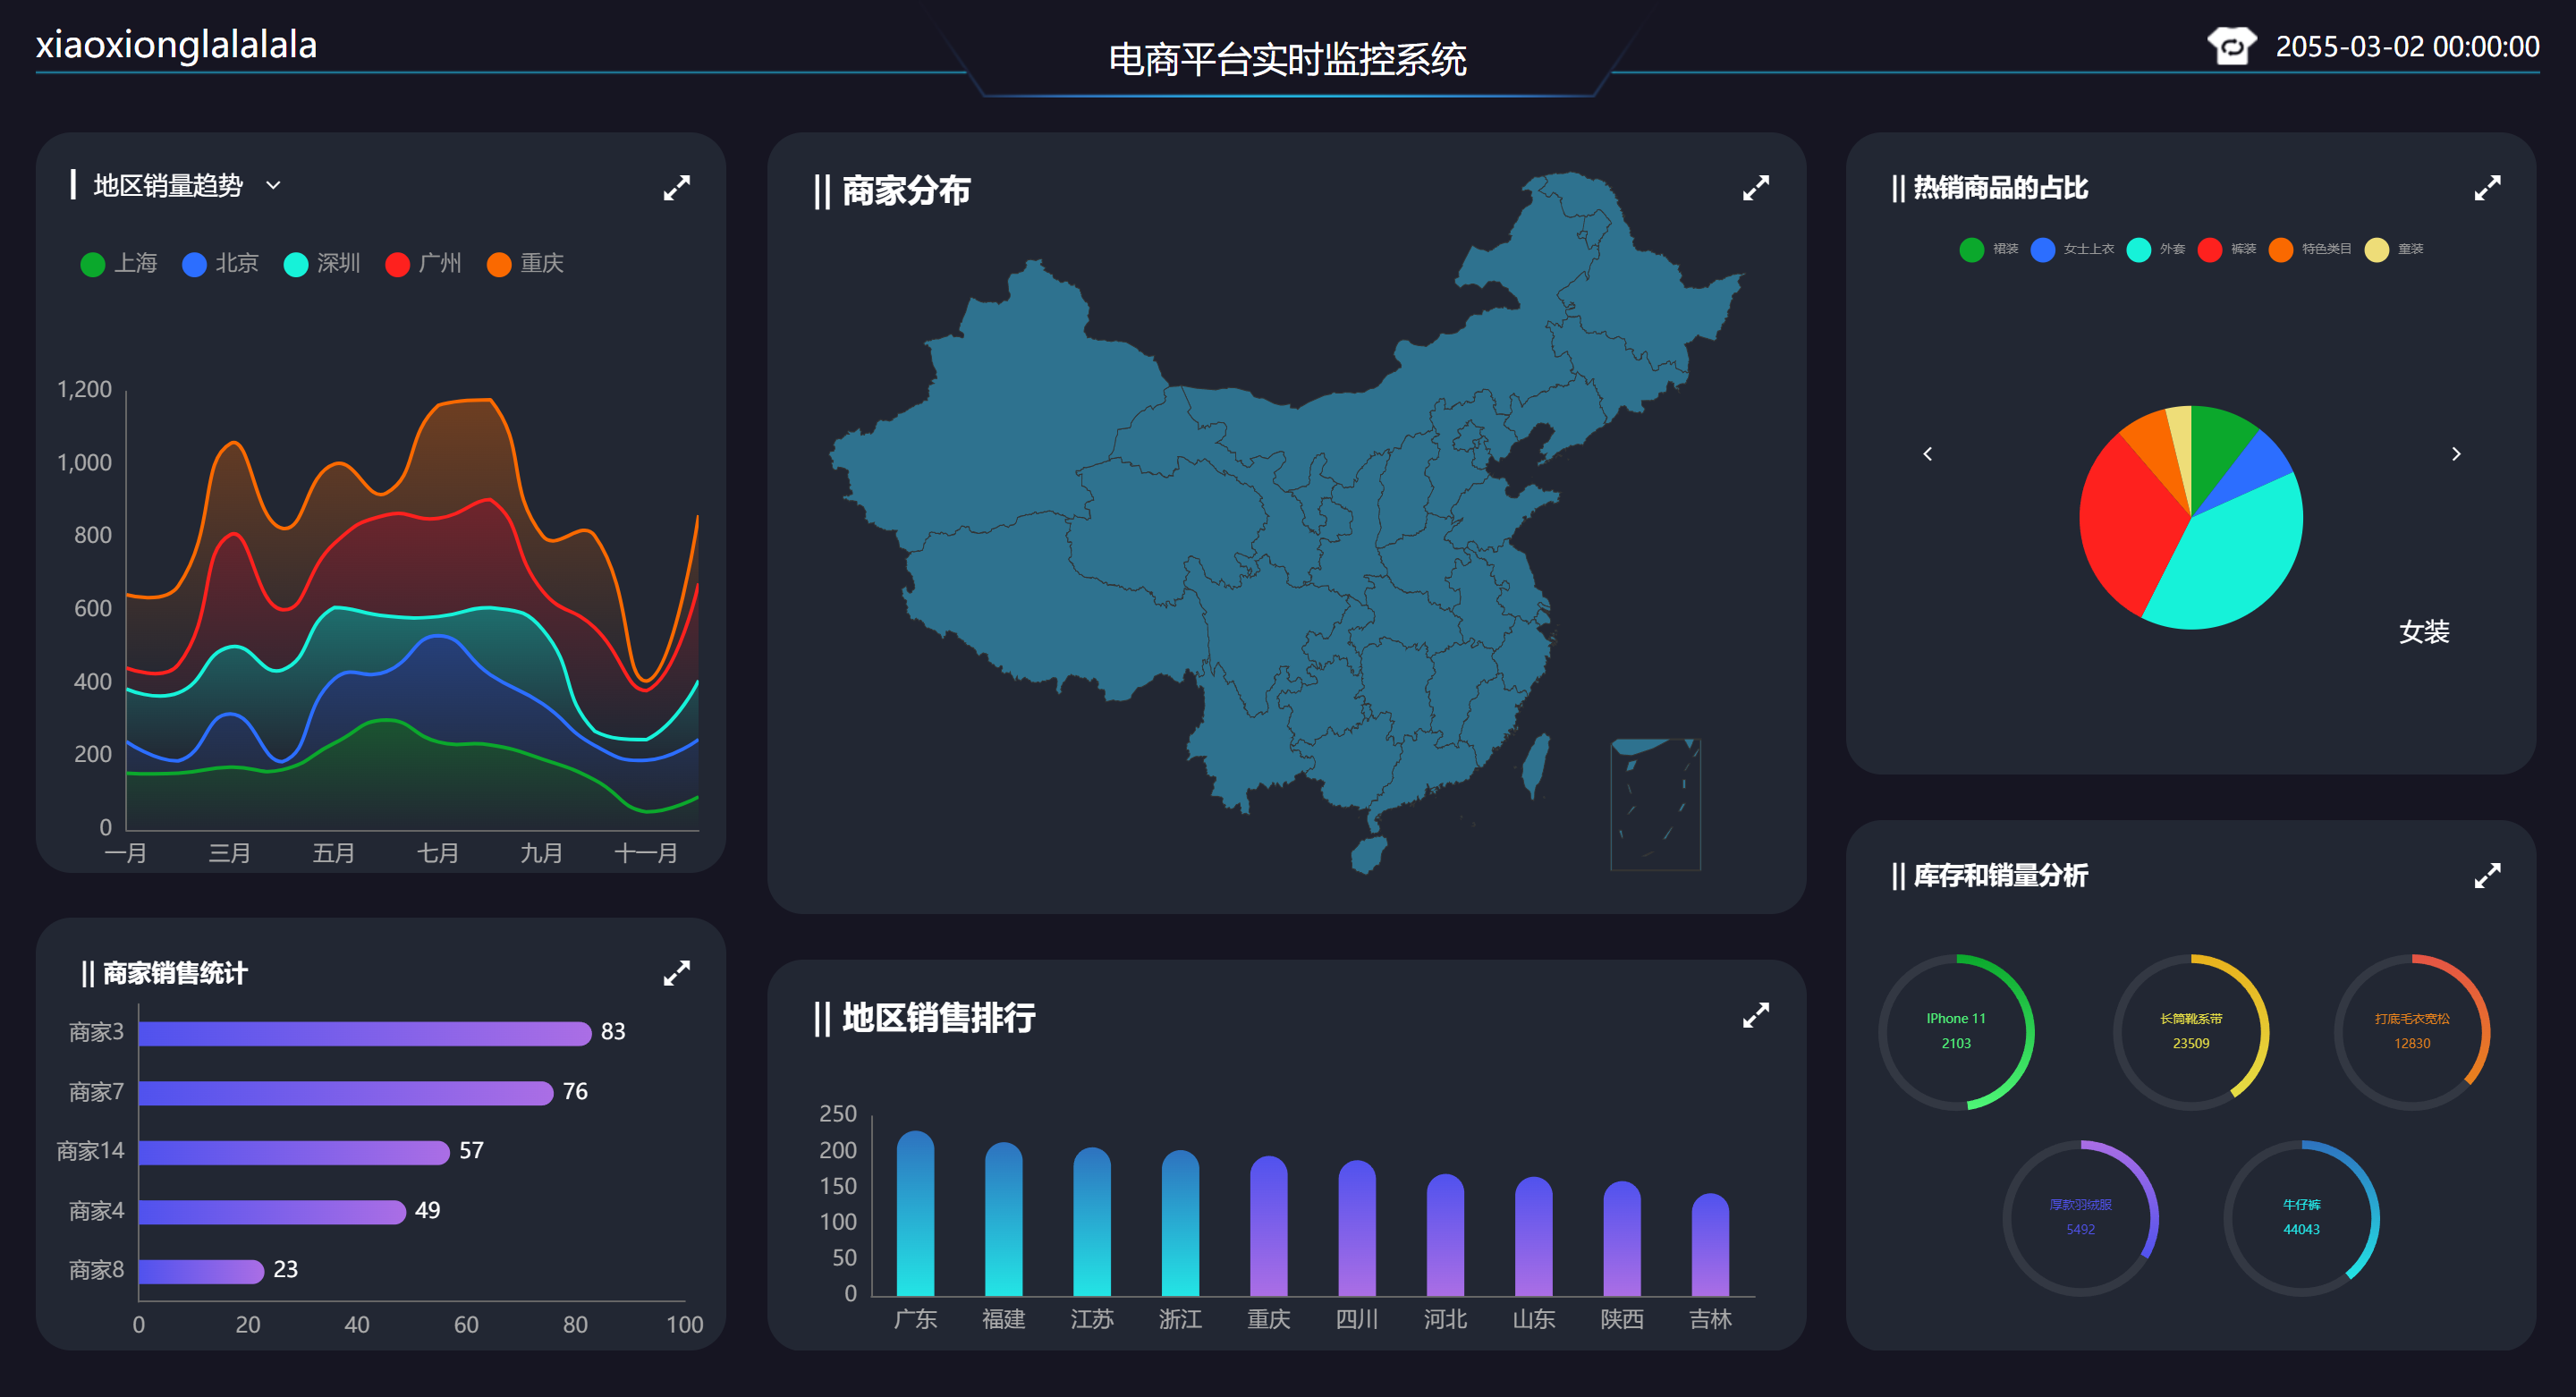 xiaoxionglalalala
电商平台实时监控系统
2055-03-02 00:00:00
地区销量趋势
上海 北京 深圳 广州 重庆
1,200
1,000
800
600
400
200
0
一月 三月 五月 七月 九月 十一月
|| 商家销售统计
商家3 83
商家7 76
商家14 57
商家4 49
商家8 23
0 20 40 60 80 100
|| 商家分布
|| 地区销售排行
250
200
150
100
50
0
广东 福建 江苏 浙江 重庆 四川 河北 山东 陕西 吉林
|| 热销商品的占比
裙装 女士上衣 外套 裤装 特色类目 童装
女装
|| 库存和销量分析
IPhone 11
2103
长筒靴系带
23509
打底毛衣宽松
12830
厚款羽绒服
5492
牛仔裤
44043